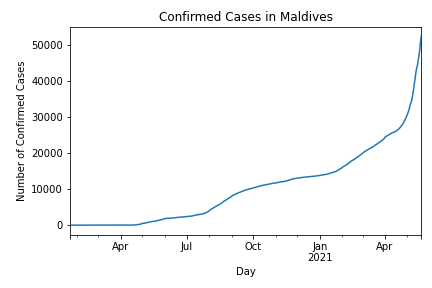 Confirmed Cases in Maldives
Number of Confirmed Cases
50000
40000
30000
20000
10000
0
Apr
Jul
Oct
Jan
2021
Apr
Day